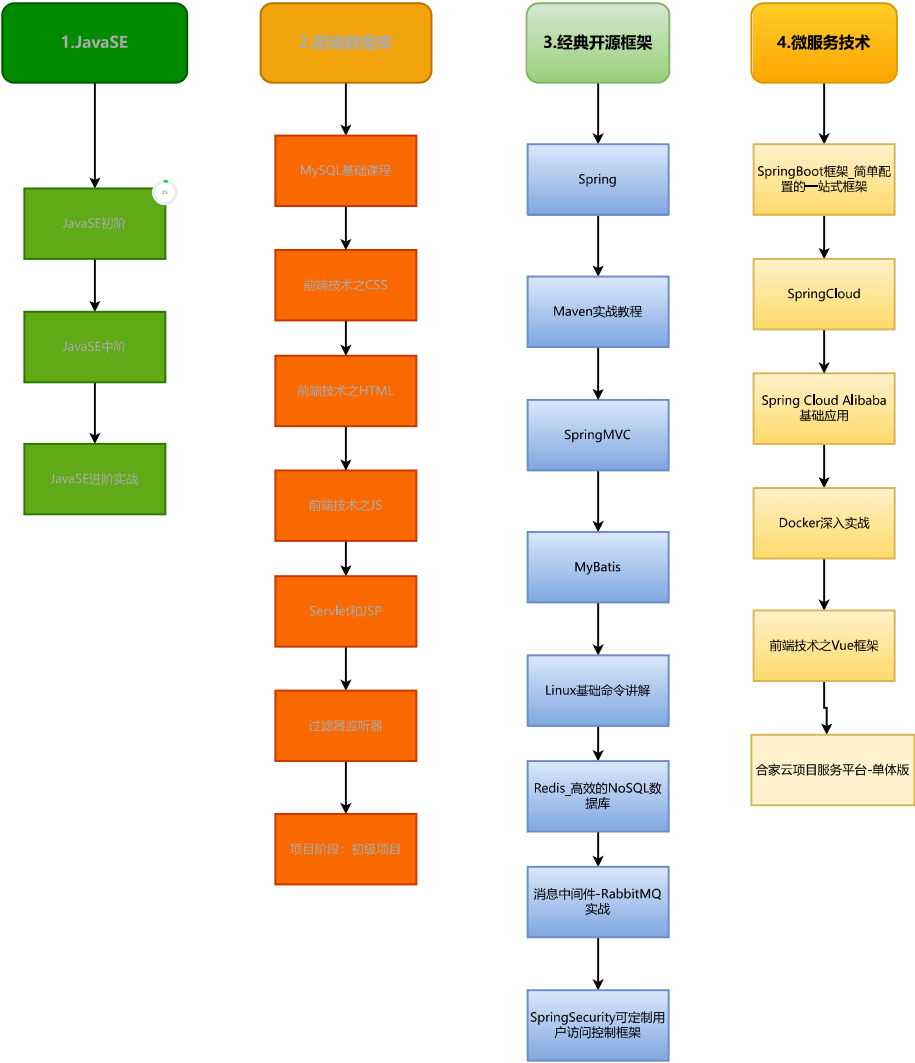 1.JavaSE
JavaSE初阶
JavaSE中阶
JavaSE进阶实战
2.前端数据库
MySQL基础课程
前端技术之CSS
前端技术之HTML
前端技术之JS
Servlet和JSP
过滤器监听器
项目阶段：初级项目
3.经典开源框架
Spring
Maven实战教程
SpringMVC
MyBatis
Linux基础命令讲解
Redis_高效的NoSQL数
据库
消息中间件-RabbitMQ
实战
SpringSecurity可定制用
户访问控制框架
4.微服务技术
SpringBoot框架_简单配
置的一站式框架
SpringCloud
Spring Cloud Alibaba
基础应用
Docker深入实战
前端技术之Vue框架
合家云项目服务平台-单体版